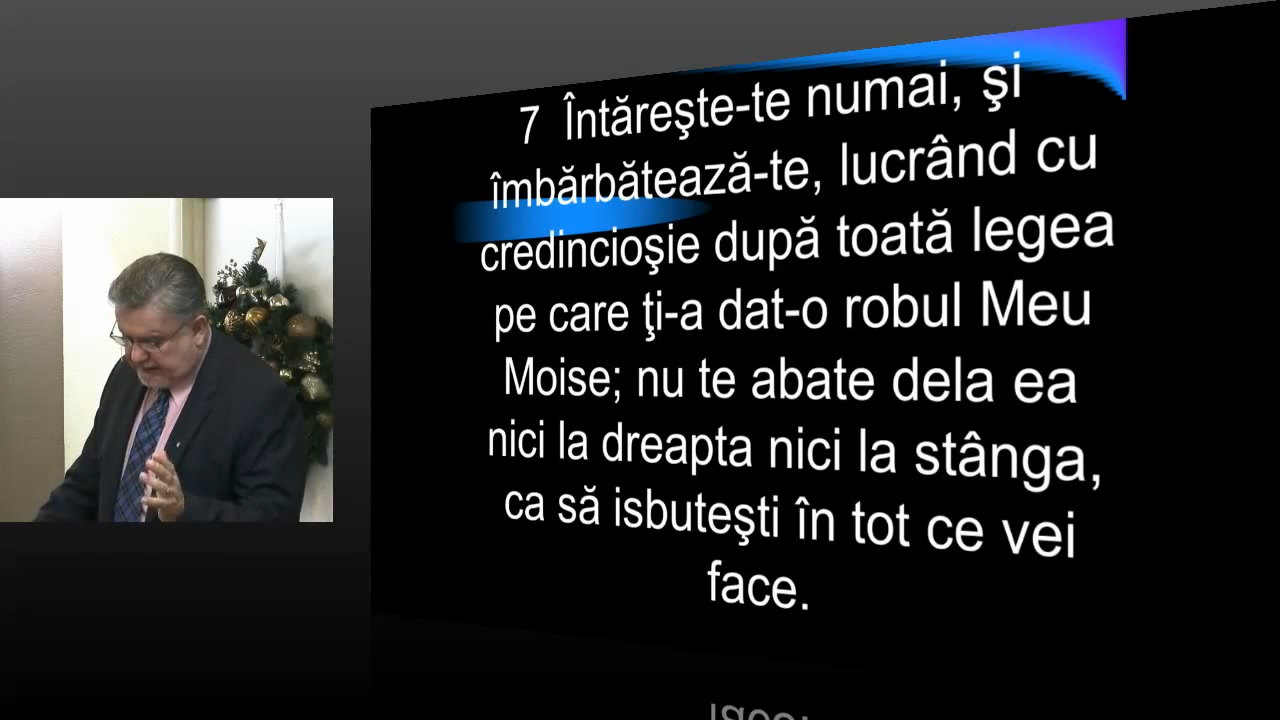 7 Întăreşte-te numai, şi
îmbărbătează-te, lucrând cu
credincioşie după toată legea
pe care ţi-a dat-o robul Meu
Moise; nu te abate dela ea
nici la dreapta nici la stânga,
ca să isbuteşti în tot ce vei
face.